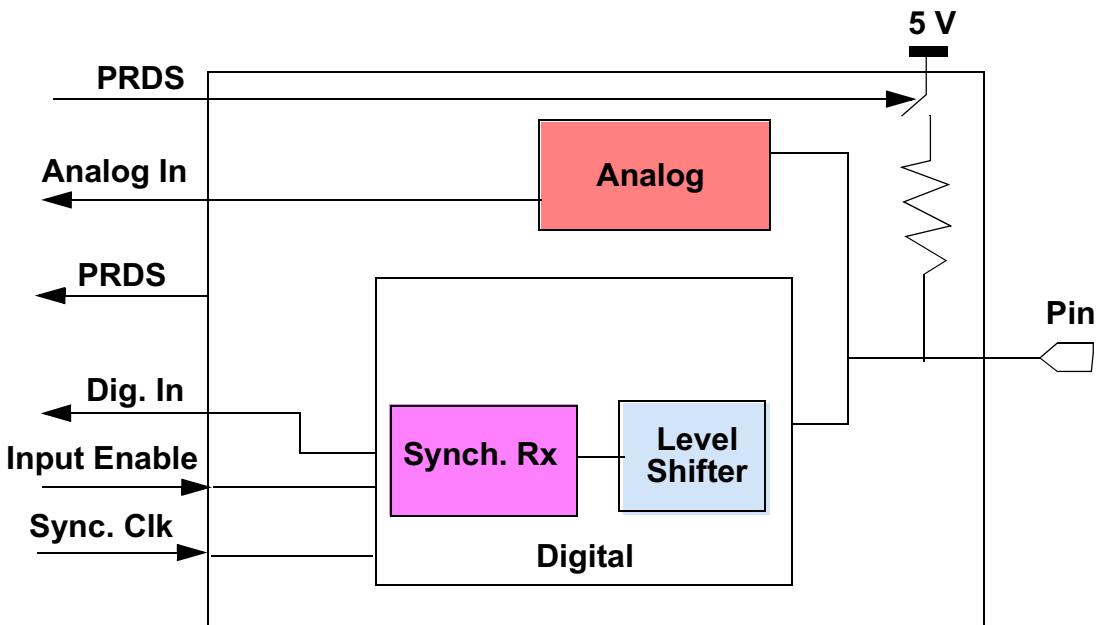 5 V
PRDS
Analog In
Analog
PRDS
Pin
Dig. In
Input Enable
Synch. Rx
Level
Shifter
Sync. Clk
Digital